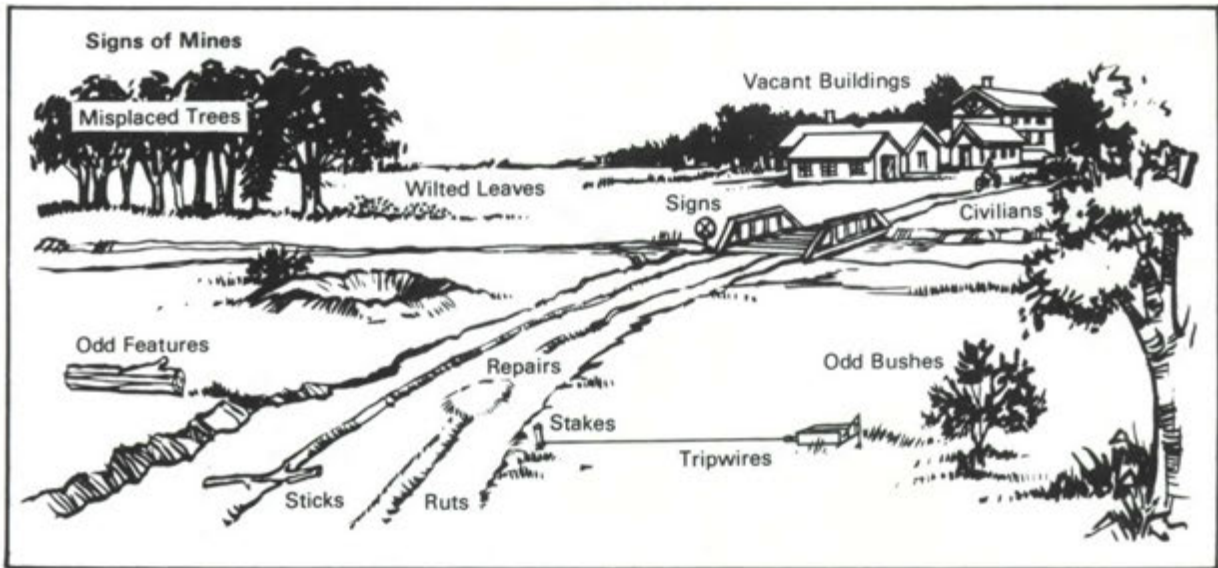 Signs of Mines
Misplaced Trees
Vacant Buildings
Wilted Leaves
Signs
Civilians
Odd Features
Repairs
Odd Bushes
Stakes
Tripwires
Sticks
Ruts